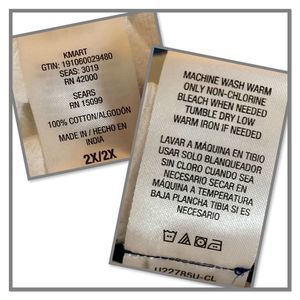 KMART
GTIN: 191060029480
SEAS: 3019
RN 42000
SEARS
RN 15099
100% COTTON/ALGODÓN
MADE IN / HECHO EN
INDIA
2X/2X
MACHINE WASH WARM
ONLY NON-CHLORINE
BLEACH WHEN NEEDED
TUMBLE DRY LOW
WARM IRON IF NEEDED
LAVAR A MÁQUINA EN TIBIO
USAR SOLO BLANQUEADOR
SIN CLORO CUANDO SEA
NECESARIO SECAR EN
MÁQUINA A TEMPERATURA
BAJA PLANCHA TIBIA SI ES
NECESARIO
U22785U-CL